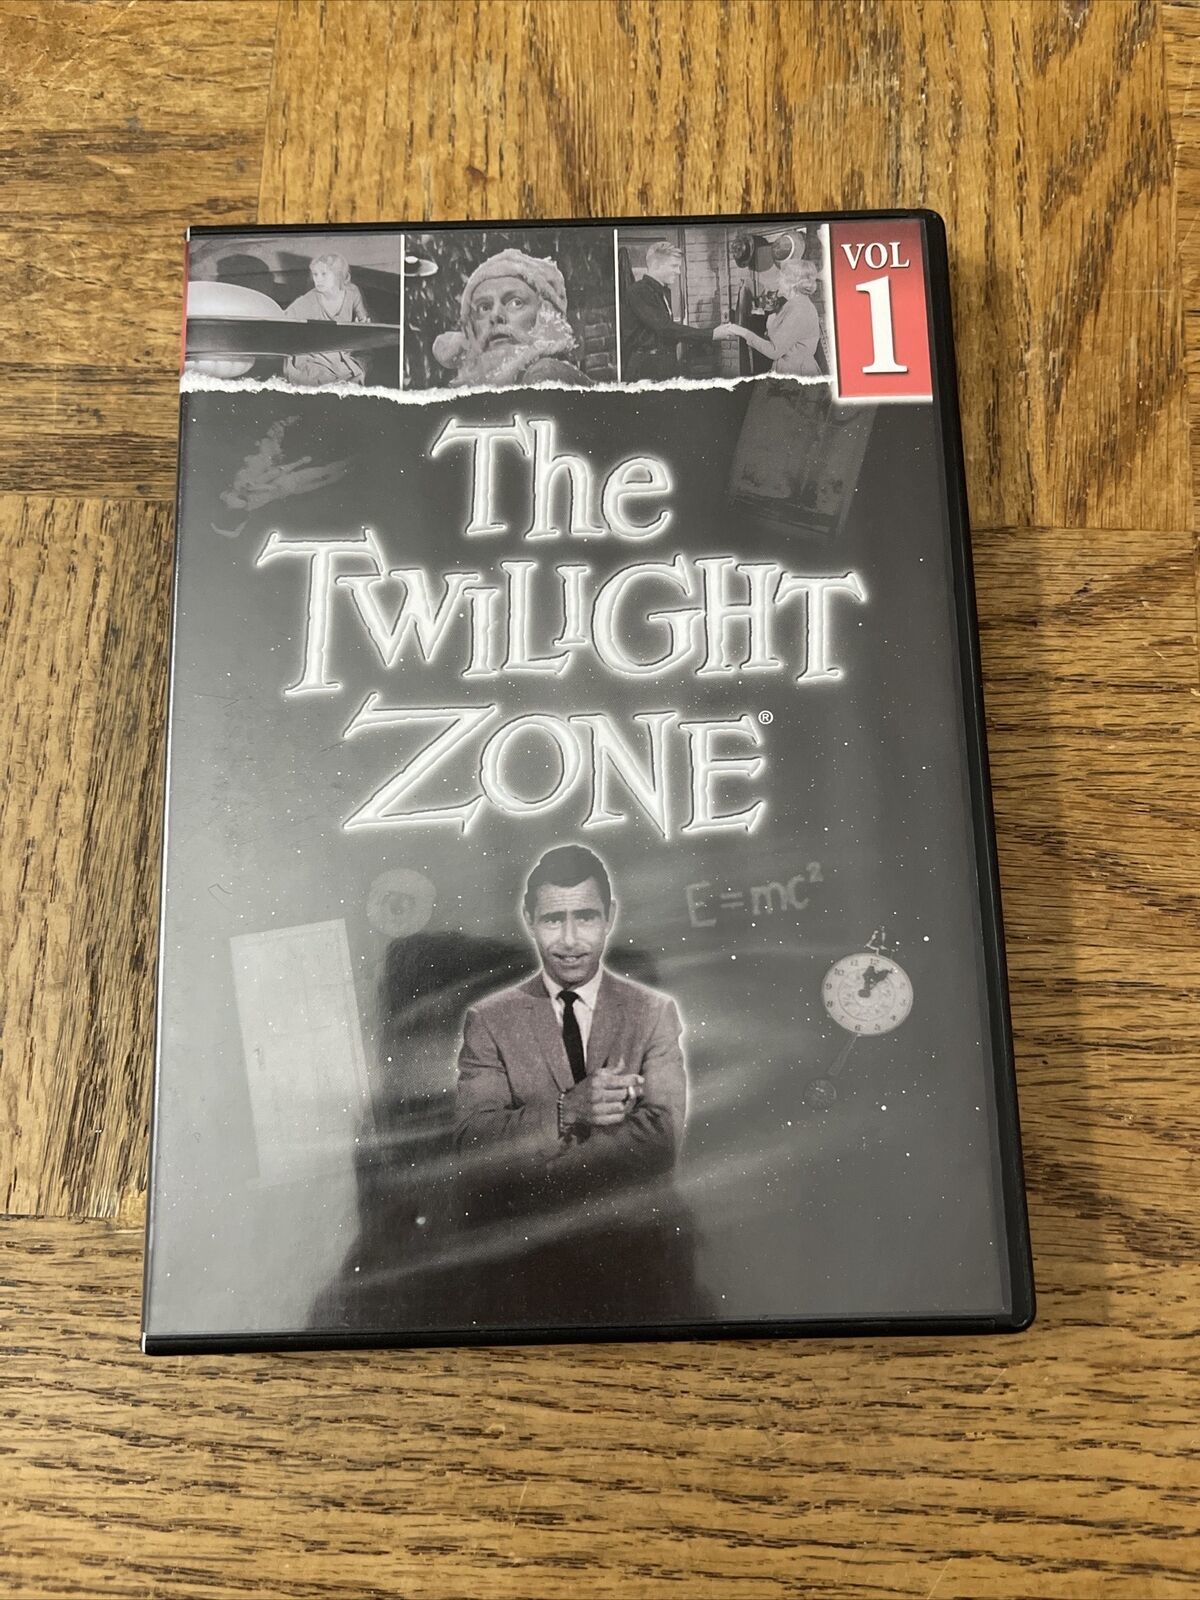 VOL
1
The
TWILIGHT
ZONE®
E=mc²